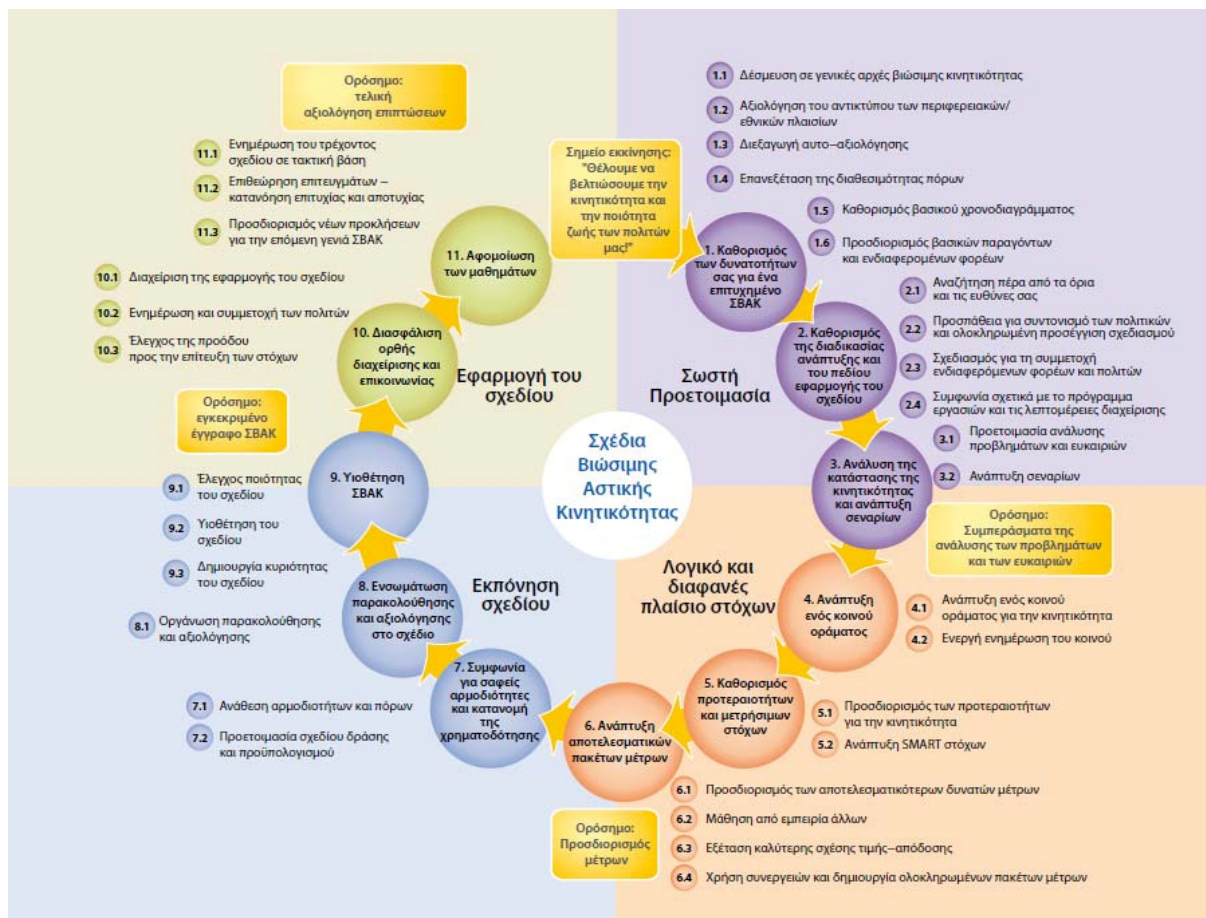 Ορόσημο:
τελική
αξιολόγηση επιπτώσεων
11.1 Ενημέρωση του τρέχοντος
σχεδίου σε τακτική βάση
11.2 Επιθεώρηση επιτευγμάτων –
κατανόηση επιτυχίας και αποτυχίας
11.3 Προσδιορισμός νέων προκλήσεων
για την επόμενη γενιά ΣΒΑΚ
11. Αφομοίωση
των μαθημάτων
10.1 Διαχείριση της εφαρμογής του σχεδίου
10.2 Ενημέρωση και συμμετοχή των πολιτών
10.3 Έλεγχος της προόδου
προς την επίτευξη των στόχων
10. Διασφάλιση
ορθής
διαχείρισης και
επικοινωνίας
Εφαρμογή του
σχεδίου
Σημείο εκκίνησης:
"Θέλουμε να
βελτιώσουμε την
κινητικότητα και
την ποιότητα
ζωής των πολιτών
μας!"
1.1 Δέσμευση σε γενικές αρχές βιώσιμης κινητικότητας
1.2 Αξιολόγηση του αντικτύπου των περιφερειακών/
εθνικών πλαισίων
1.3 Διεξαγωγή αυτο–αξιολόγησης
1.4 Επανεξέταση της διαθεσιμότητας πόρων
1.5 Καθορισμός βασικού χρονοδιαγράμματος
1.6 Προσδιορισμός βασικών παραγόντων
και ενδιαφερομένων φορέων
1. Καθορισμός
των δυνατοτήτων
σας για ένα
επιτυχημένο
ΣΒΑΚ
2.1 Αναζήτηση πέρα από τα όρια
και τις ευθύνες σας
2.2 Προσπάθεια για συντονισμό των πολιτικών
και ολοκληρωμένη προσέγγιση σχεδιασμού
2.3 Σχεδιασμός για τη συμμετοχή
ενδιαφερόμενων φορέων και πολιτών
2.4 Συμφωνία σχετικά με το πρόγραμμα
εργασιών και τις λεπτομέρειες διαχείρισης
2. Καθορισμός
της διαδικασίας
ανάπτυξης και
του πεδίου
εφαρμογής του
σχεδίου
Σωστή
Προετοιμασία
3.1 Προετοιμασία ανάλυσης
προβλημάτων και ευκαιριών
3.2 Ανάπτυξη σεναρίων
3. Ανάλυση της
κατάστασης της
κινητικότητας
και ανάπτυξη
σεναρίων
Σχέδια
Βιώσιμης
Αστικής
Κινητικότητας
Ορόσημο:
Συμπεράσματα της
ανάλυσης των προβλημάτων
και των ευκαιριών
Λογικό και
διαφανές
πλαίσιο στόχων
4. Ανάπτυξη
ενός κοινού
οράματος
4.1 Ανάπτυξη ενός κοινού
οράματος για την κινητικότητα
4.2 Ενεργή ενημέρωση του κοινού
5. Καθορισμός
προτεραιοτήτων
και μετρήσιμων
στόχων
5.1 Προσδιορισμός των προτεραιοτήτων
για την κινητικότητα
5.2 Ανάπτυξη SMART στόχων
6. Ανάπτυξη
αποτελεσματικών
πακέτων μέτρων
6.1 Προσδιορισμός των αποτελεσματικότερων δυνατών μέτρων
6.2 Μάθηση από εμπειρία άλλων
6.3 Εξέταση καλύτερης σχέσης τιμής–απόδοσης
6.4 Χρήση συνεργειών και δημιουργία ολοκληρωμένων πακέτων μέτρων
Ορόσημο:
Προσδιορισμός
μέτρων
7. Συμφωνία
για σαφείς
αρμοδιότητες
και κατανομή
της
χρηματοδότησης
7.1 Ανάθεση αρμοδιοτήτων και πόρων
7.2 Προετοιμασία σχεδίου δράσης
και προϋπολογισμού
Εκπόνηση
σχεδίου
8. Ενσωμάτωση
παρακολούθησης
και αξιολόγησης
στο σχέδιο
8.1 Οργάνωση παρακολούθησης
και αξιολόγησης
9. Υιοθέτηση
ΣΒΑΚ
9.1 Έλεγχος ποιότητας
του σχεδίου
9.2 Υιοθέτηση του
σχεδίου
9.3 Δημιουργία κυριότητας
του σχεδίου
Ορόσημο:
εγκεκριμένο
έγγραφο ΣΒΑΚ